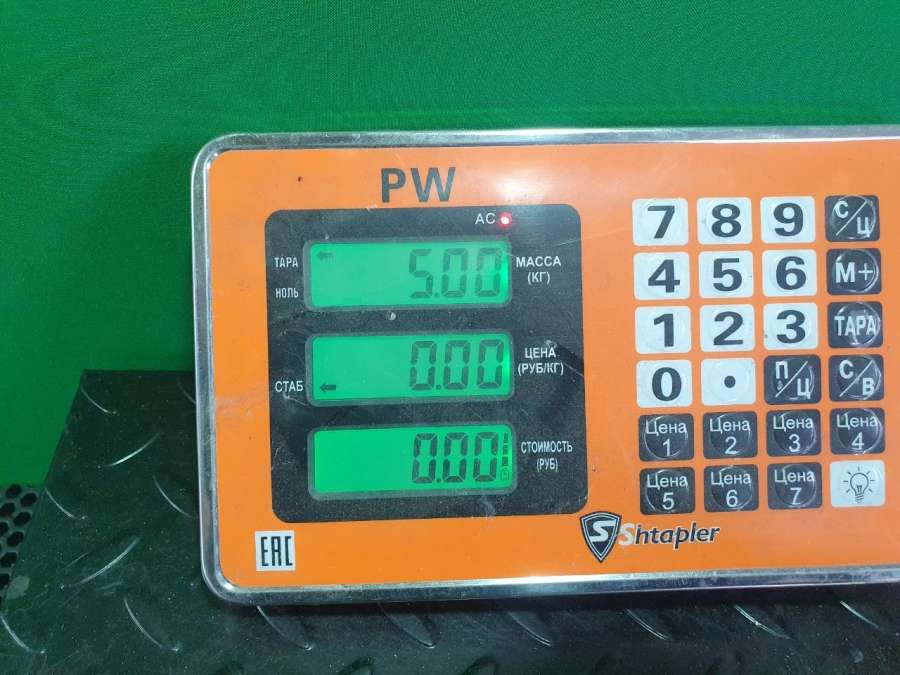 PW
AC
ТАРА
НОЛЬ
5.00
МАССА
(КГ)
СТАБ
0.00
ЦЕНА
(РУБ/КГ)
0.00
СТОИМОСТЬ
(РУБ)
7 8 9 С/Ц
4 5 6 М+
1 2 3 ТАРА
0 • П/Ц С/В
Цена 1 Цена 2 Цена 3 Цена 4
Цена 5 Цена 6 Цена 7
EAC
S Shtapler